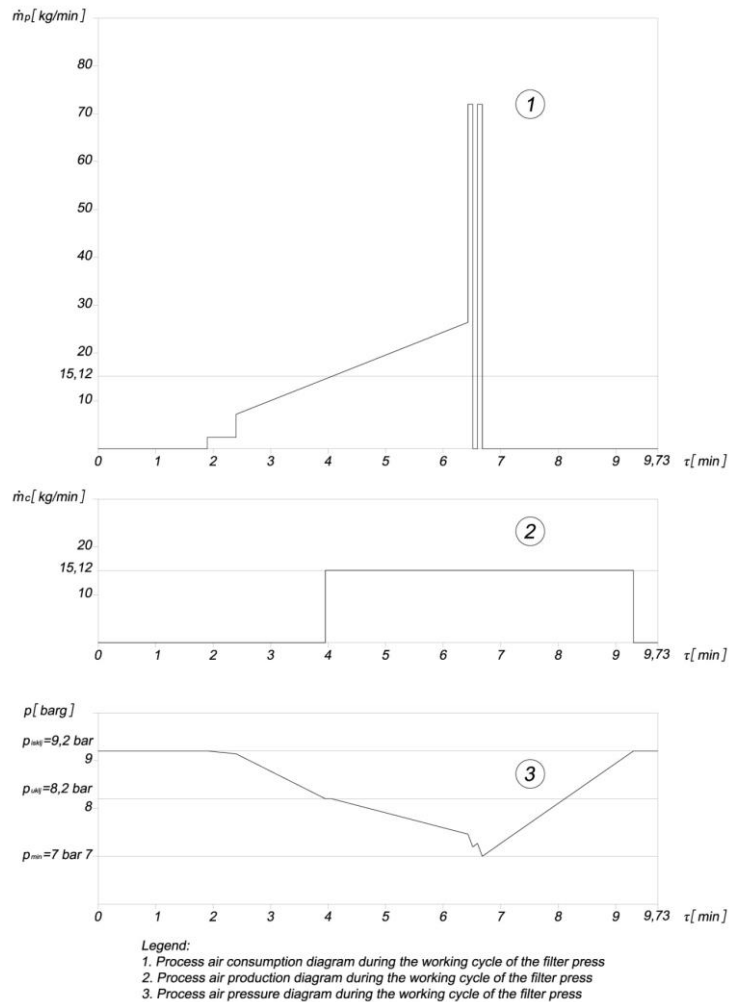 ṁp[ kg/min]
80
70
1
60
50
40
30
20
15,12
10
0 1 2 3 4 5 6 7 8 9 9,73 τ[ min]
ṁc[ kg/min]
20
2
15,12
10
0 1 2 3 4 5 6 7 8 9 9,73 τ[ min]
p[ barg]
pisklj=9,2 bar
9
3
puklj=8,2 bar
8
pmin=7 bar 7
0 1 2 3 4 5 6 7 8 9 9,73 τ[ min]
Legend:
1. Process air consumption diagram during the working cycle of the filter press
2. Process air production diagram during the working cycle of the filter press
3. Process air pressure diagram during the working cycle of the filter press